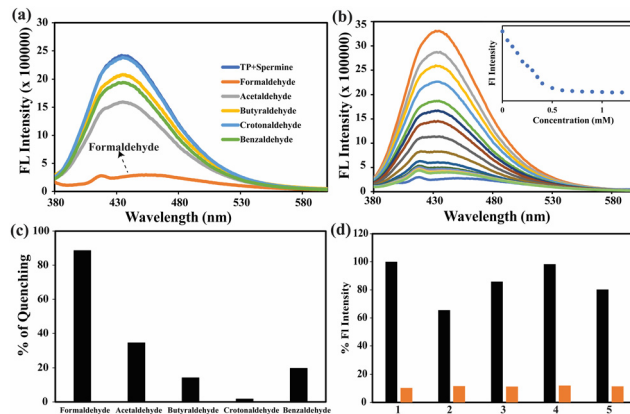 (a)
FL Intensity (x 1000000)
30
25
20
15
10
5
0
TP+Spermine
Formaldehyde
Acetaldehyde
Butyraldehyde
Crotonaldehyde
Benzaldehyde
Formaldehyde
380 430 480 530 580
Wavelength (nm)
(b)
FL Intensity (x 1000000)
35
30
25
20
15
10
5
0
Fl Intensity
0 0.5 1
Concentration (mM)
380 430 480 530 580
Wavelength (nm)
(c)
% of Quenching
100
80
60
40
20
0
Formaldehyde Acetaldehyde Butyraldehyde Crotonaldehyde Benzaldehyde
(d)
% Fl Intensity
120
100
80
60
40
20
0
1 2 3 4 5